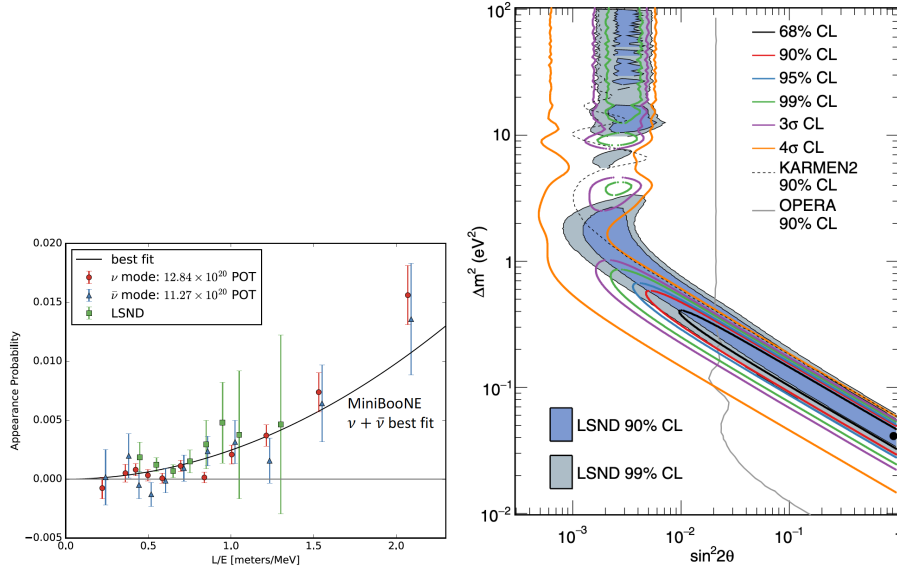 0.020
0.015
0.010
0.005
0.000
−0.005
Appearance Probability
best fit
ν mode: 12.84 × 10²⁰ POT
ν̄ mode: 11.27 × 10²⁰ POT
LSND
MiniBooNE
ν + ν̄ best fit
0.0 0.5 1.0 1.5 2.0
L/E [meters/MeV]
10²
10
1
10⁻¹
10⁻²
Δm² (eV²)
68% CL
90% CL
95% CL
99% CL
3σ CL
4σ CL
KARMEN2
90% CL
OPERA
90% CL
LSND 90% CL
LSND 99% CL
10⁻³ 10⁻² 10⁻¹ 1
sin²2θ